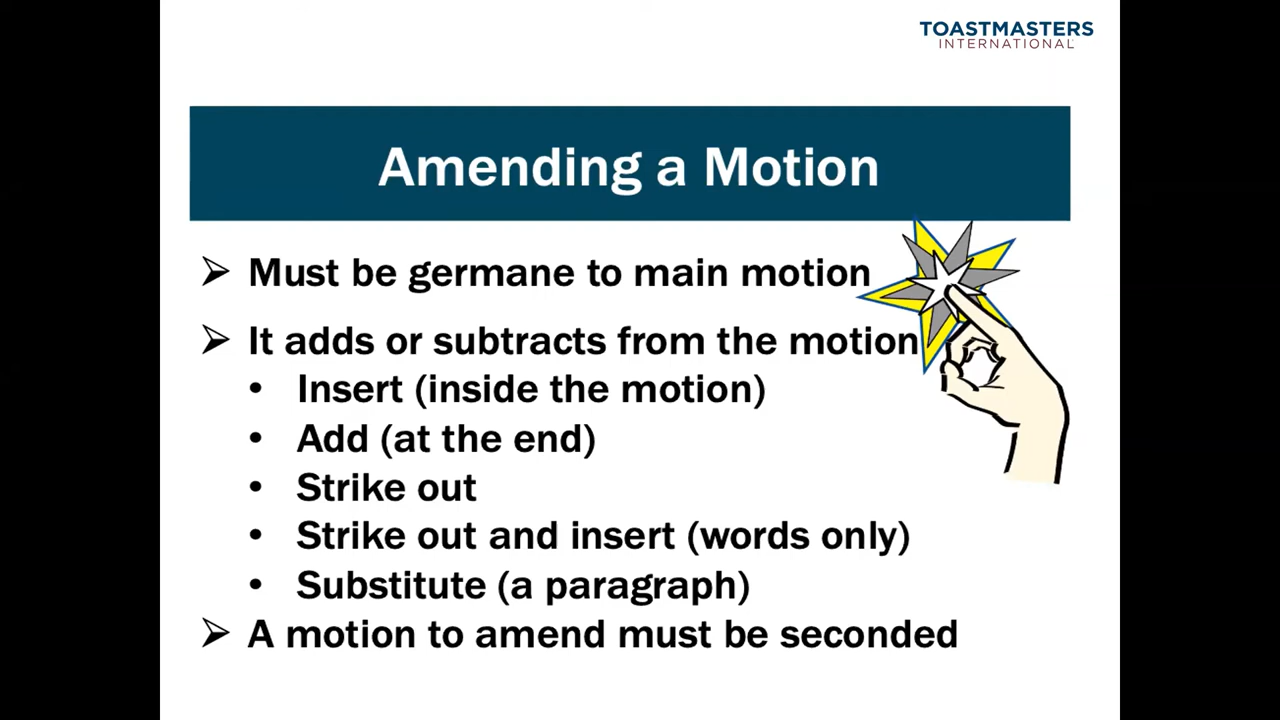 TOASTMASTERS
INTERNATIONAL
Amending a Motion
➢ Must be germane to main motion
➢ It adds or subtracts from the motion
• Insert (inside the motion)
• Add (at the end)
• Strike out
• Strike out and insert (words only)
• Substitute (a paragraph)
➢ A motion to amend must be seconded